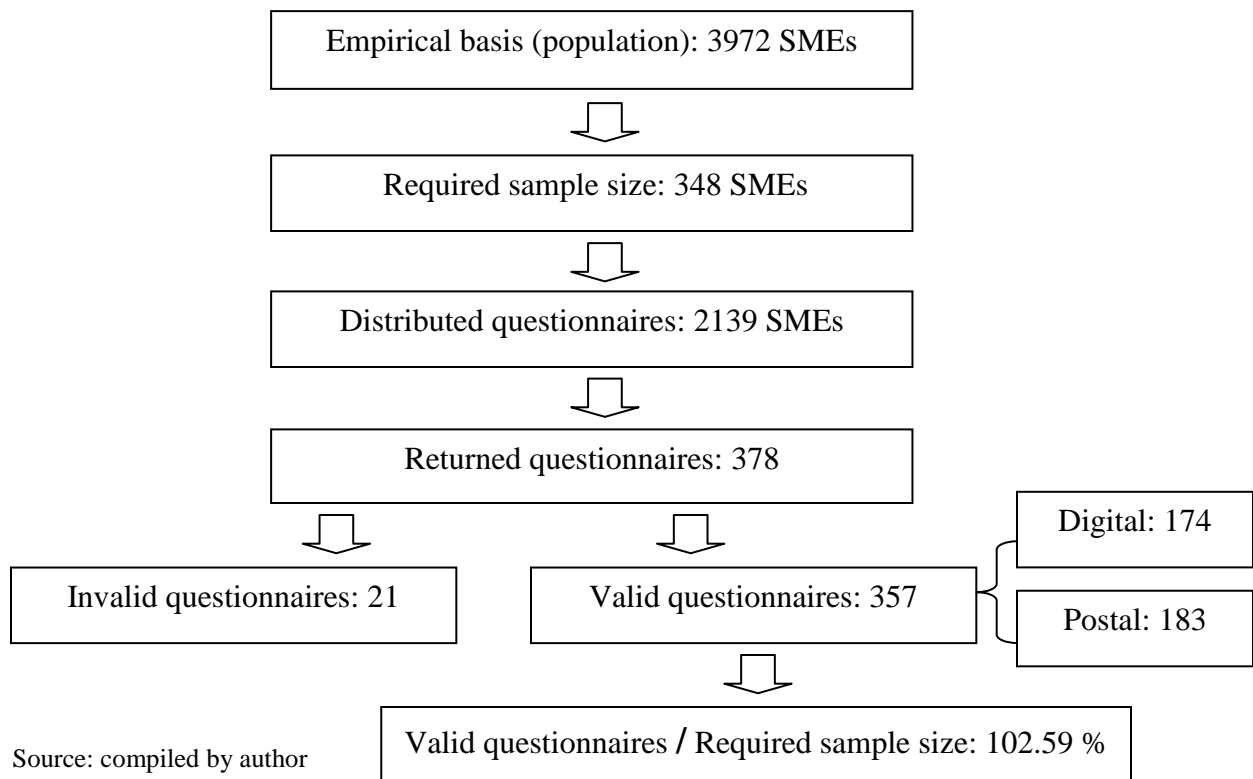 Empirical basis (population): 3972 SMEs
Required sample size: 348 SMEs
Distributed questionnaires: 2139 SMEs
Returned questionnaires: 378
Digital: 174
Invalid questionnaires: 21
Valid questionnaires: 357
Postal: 183
Valid questionnaires / Required sample size: 102.59 %
Source: compiled by author